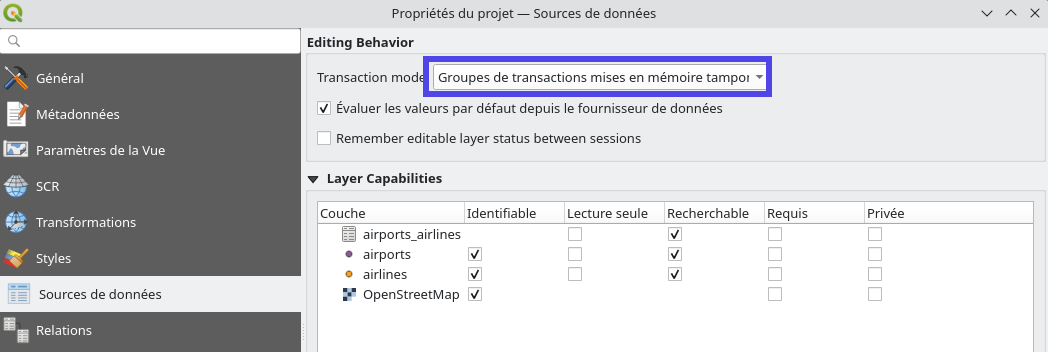 Propriétés du projet — Sources de données
Editing Behavior
Général
Transaction mode Groupes de transactions mises en mémoire tampor
Évaluer les valeurs par défaut depuis le fournisseur de données
Métadonnées
Remember editable layer status between sessions
Paramètres de la Vue
Layer Capabilities
SCR
Couche Identifiable Lecture seule Recherchable Requis Privée
Transformations
airports_airlines
airports
Styles
airlines
Sources de données
OpenStreetMap
Relations